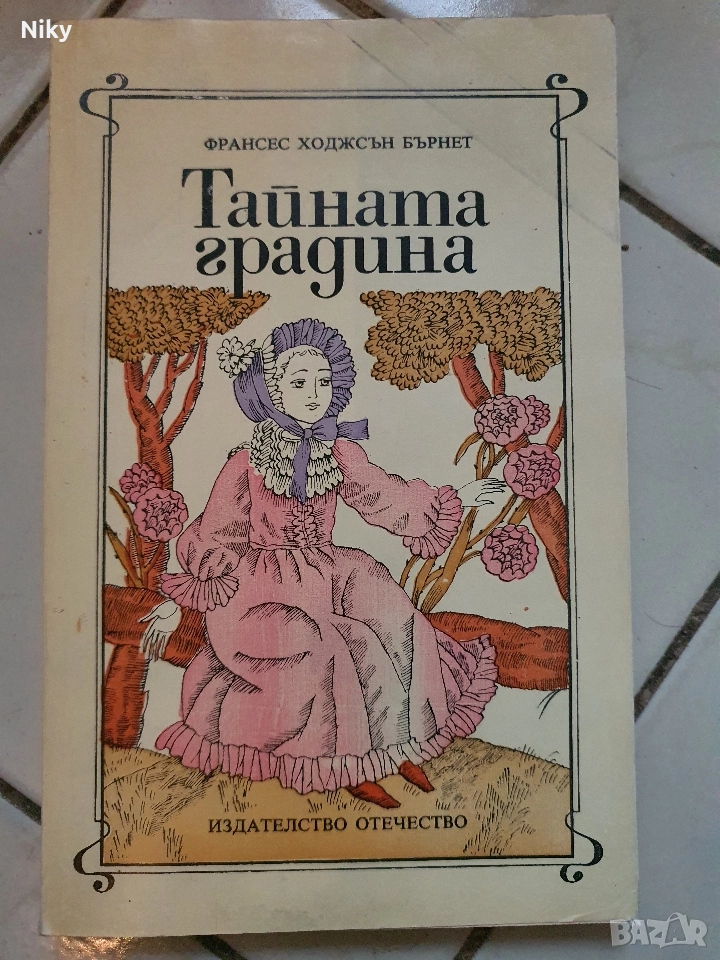 Niky
ФРАНСЕС ХОДЖСЪН БЪРНЕТ
Тайната
градина
ИЗДАТЕЛСТВО ОТЕЧЕСТВО
BAZAR